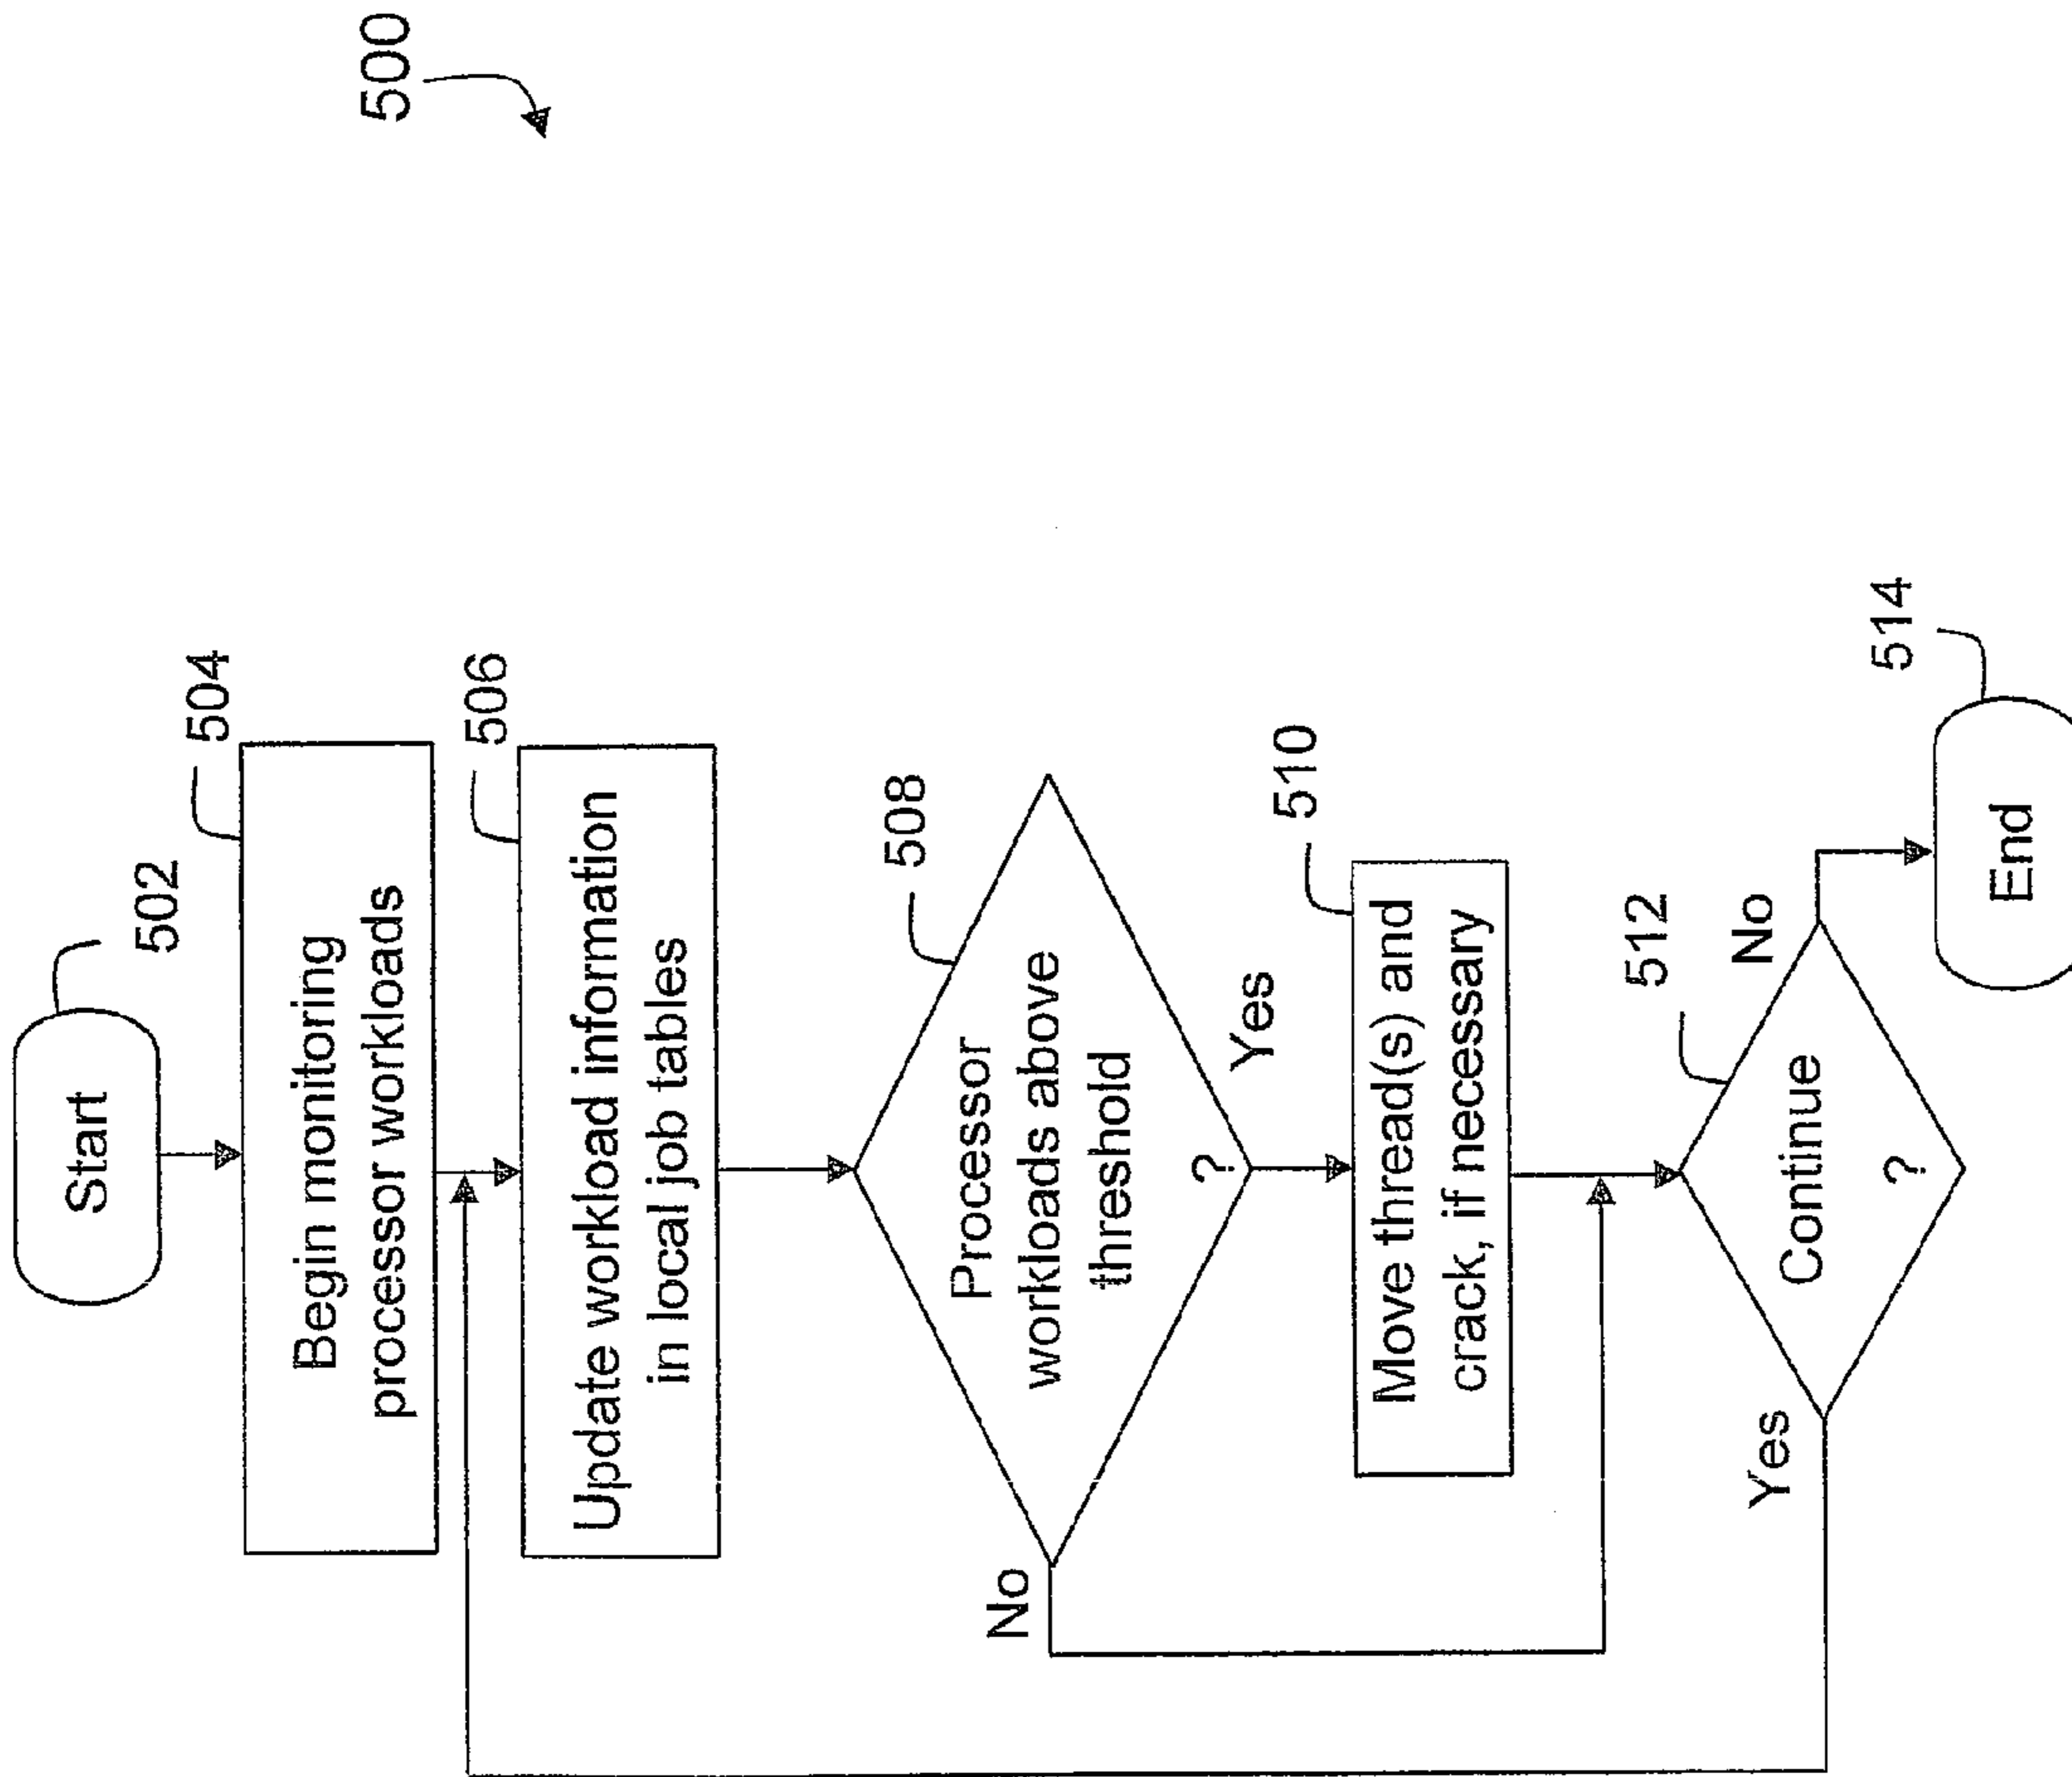 500
Start
502
504
Begin monitoring
processor workloads
506
Update workload information
in local job tables
508
Processor
workloads above
threshold
?
No
Yes
510
Move thread(s) and
crack, if necessary
512
Continue
?
Yes
No
514
End